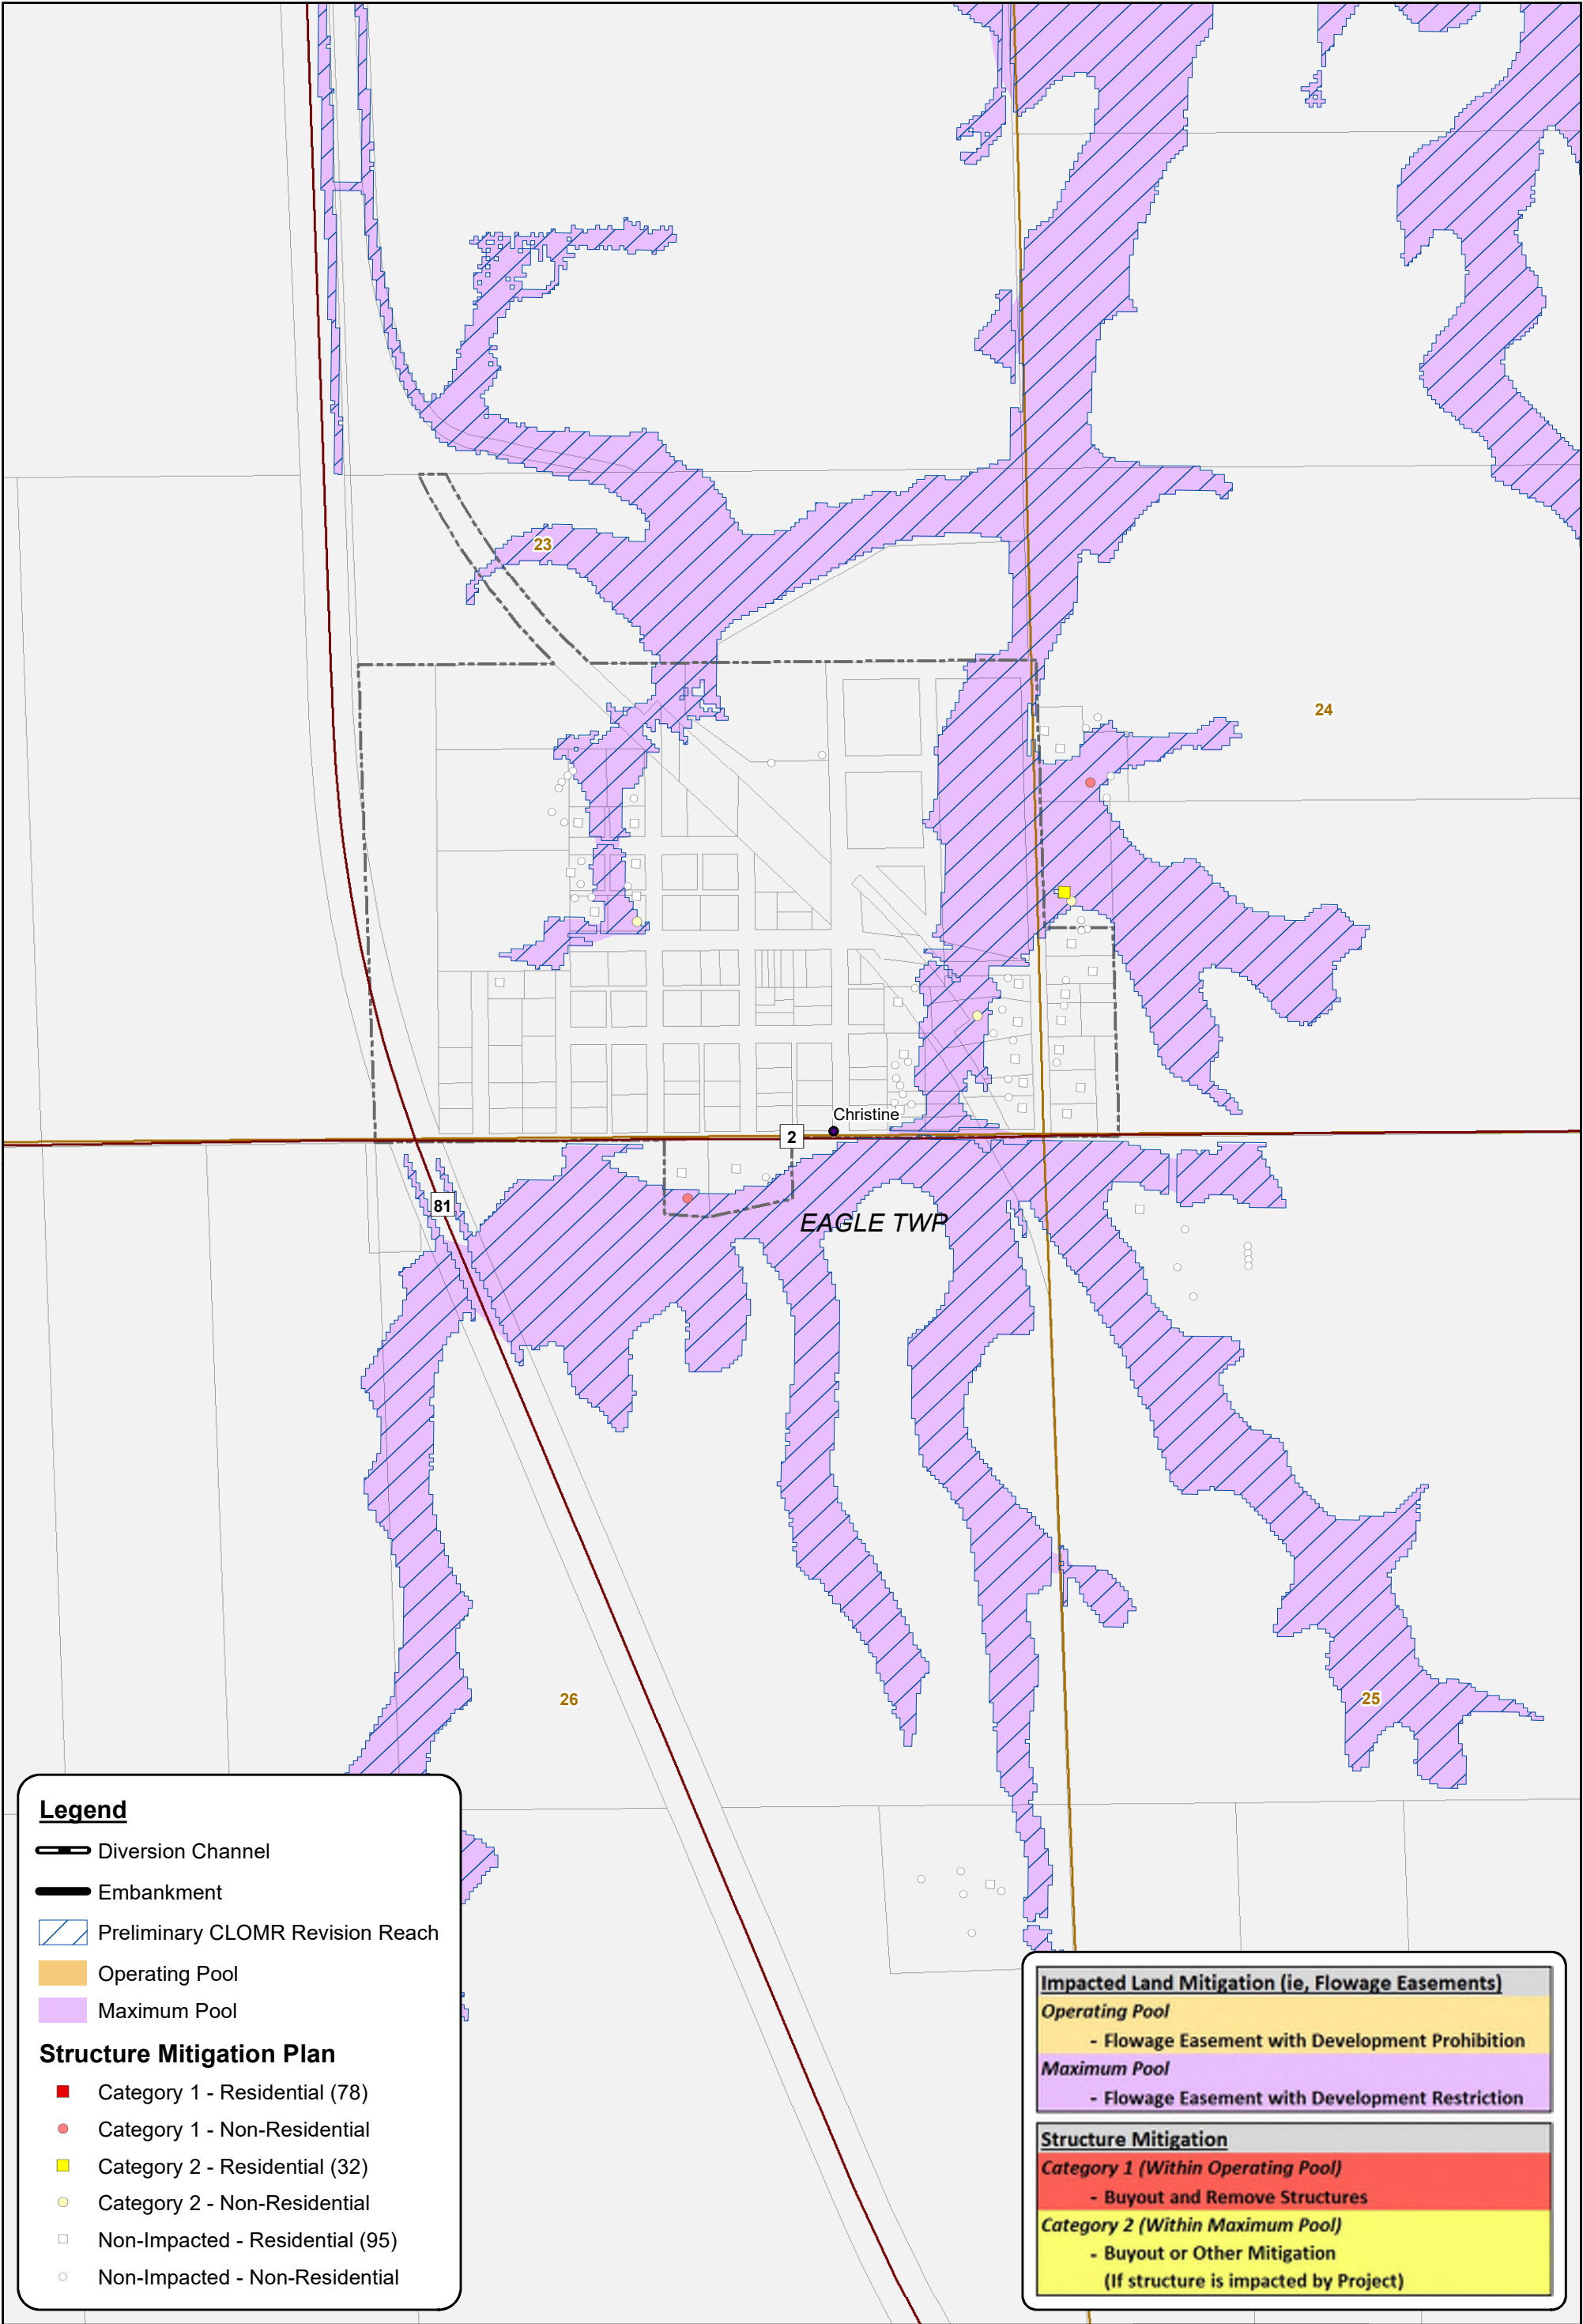 23
24
Christine
2
81
EAGLE TWP
26
25
Legend
Diversion Channel
Embankment
Preliminary CLOMR Revision Reach
Operating Pool
Maximum Pool
Structure Mitigation Plan
Category 1 - Residential (78)
Category 1 - Non-Residential
Category 2 - Residential (32)
Category 2 - Non-Residential
Non-Impacted - Residential (95)
Non-Impacted - Non-Residential
Impacted Land Mitigation (ie, Flowage Easements)
Operating Pool
- Flowage Easement with Development Prohibition
Maximum Pool
- Flowage Easement with Development Restriction
Structure Mitigation
Category 1 (Within Operating Pool)
- Buyout and Remove Structures
Category 2 (Within Maximum Pool)
- Buyout or Other Mitigation
(If structure is impacted by Project)